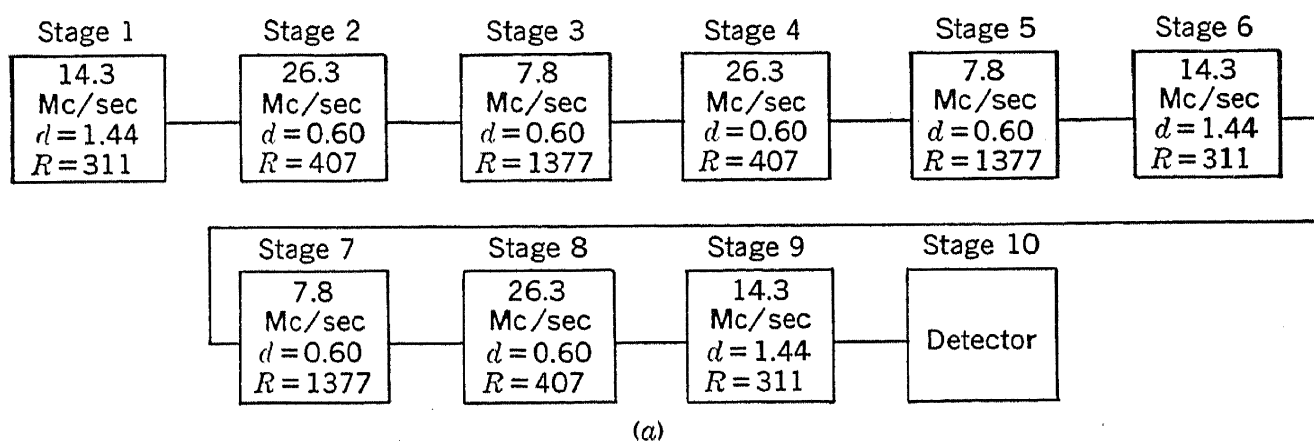 Stage 1
14.3
Mc/sec
d = 1.44
R = 311
Stage 2
26.3
Mc/sec
d = 0.60
R = 407
Stage 3
7.8
Mc/sec
d = 0.60
R = 1377
Stage 4
26.3
Mc/sec
d = 0.60
R = 407
Stage 5
7.8
Mc/sec
d = 0.60
R = 1377
Stage 6
14.3
Mc/sec
d = 1.44
R = 311
Stage 7
7.8
Mc/sec
d = 0.60
R = 1377
Stage 8
26.3
Mc/sec
d = 0.60
R = 407
Stage 9
14.3
Mc/sec
d = 1.44
R = 311
Stage 10
Detector
(a)